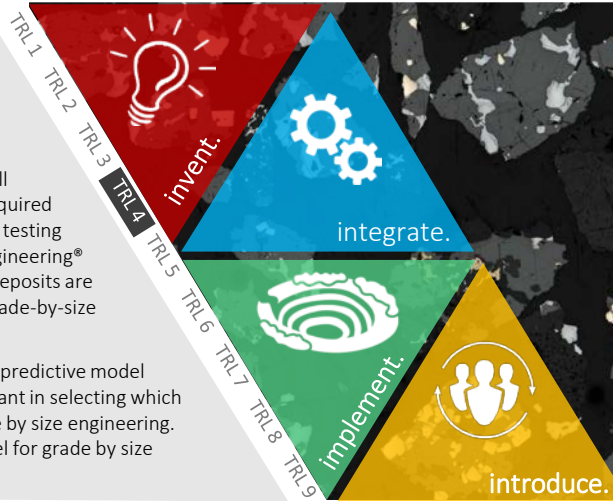 TRL 1
TRL 2
TRL 3
TRL 4
TRL 5
TRL 6
TRL 7
TRL 8
TRL 9
invent.
integrate.
implement.
introduce.
quired
testing
gineering®
eposits are
ade-by-size
predictive model
ant in selecting which
e by size engineering.
el for grade by size